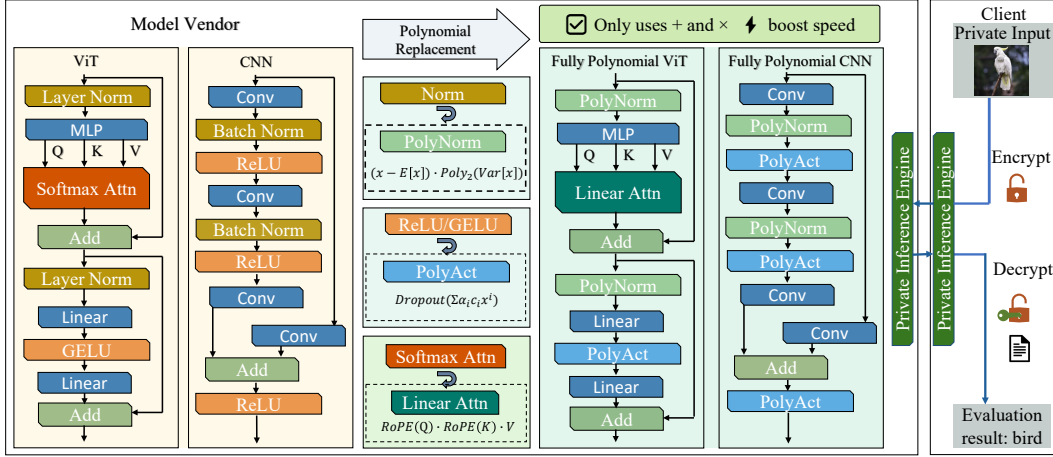 Model Vendor
ViT
Layer Norm
MLP
Q K V
Softmax Attn
Add
Layer Norm
Linear
GELU
Linear
Add
CNN
Conv
Batch Norm
ReLU
Conv
Batch Norm
ReLU
Conv
Conv
Add
ReLU
Polynomial
Replacement
Norm
PolyNorm
(x − E[x]) · Poly₂(Var[x])
ReLU/GELU
PolyAct
Dropout(Σαᵢcᵢxⁱ)
Softmax Attn
Linear Attn
RoPE(Q) · RoPE(K) · V
Only uses + and × boost speed
Fully Polynomial ViT
PolyNorm
MLP
Q K V
Linear Attn
Add
PolyNorm
Linear
PolyAct
Linear
Add
Fully Polynomial CNN
Conv
PolyNorm
PolyAct
Conv
PolyNorm
PolyAct
Conv
Conv
Add
PolyAct
Private Inference Engine
Private Inference Engine
Client
Private Input
Encrypt
Decrypt
Evaluation
result: bird